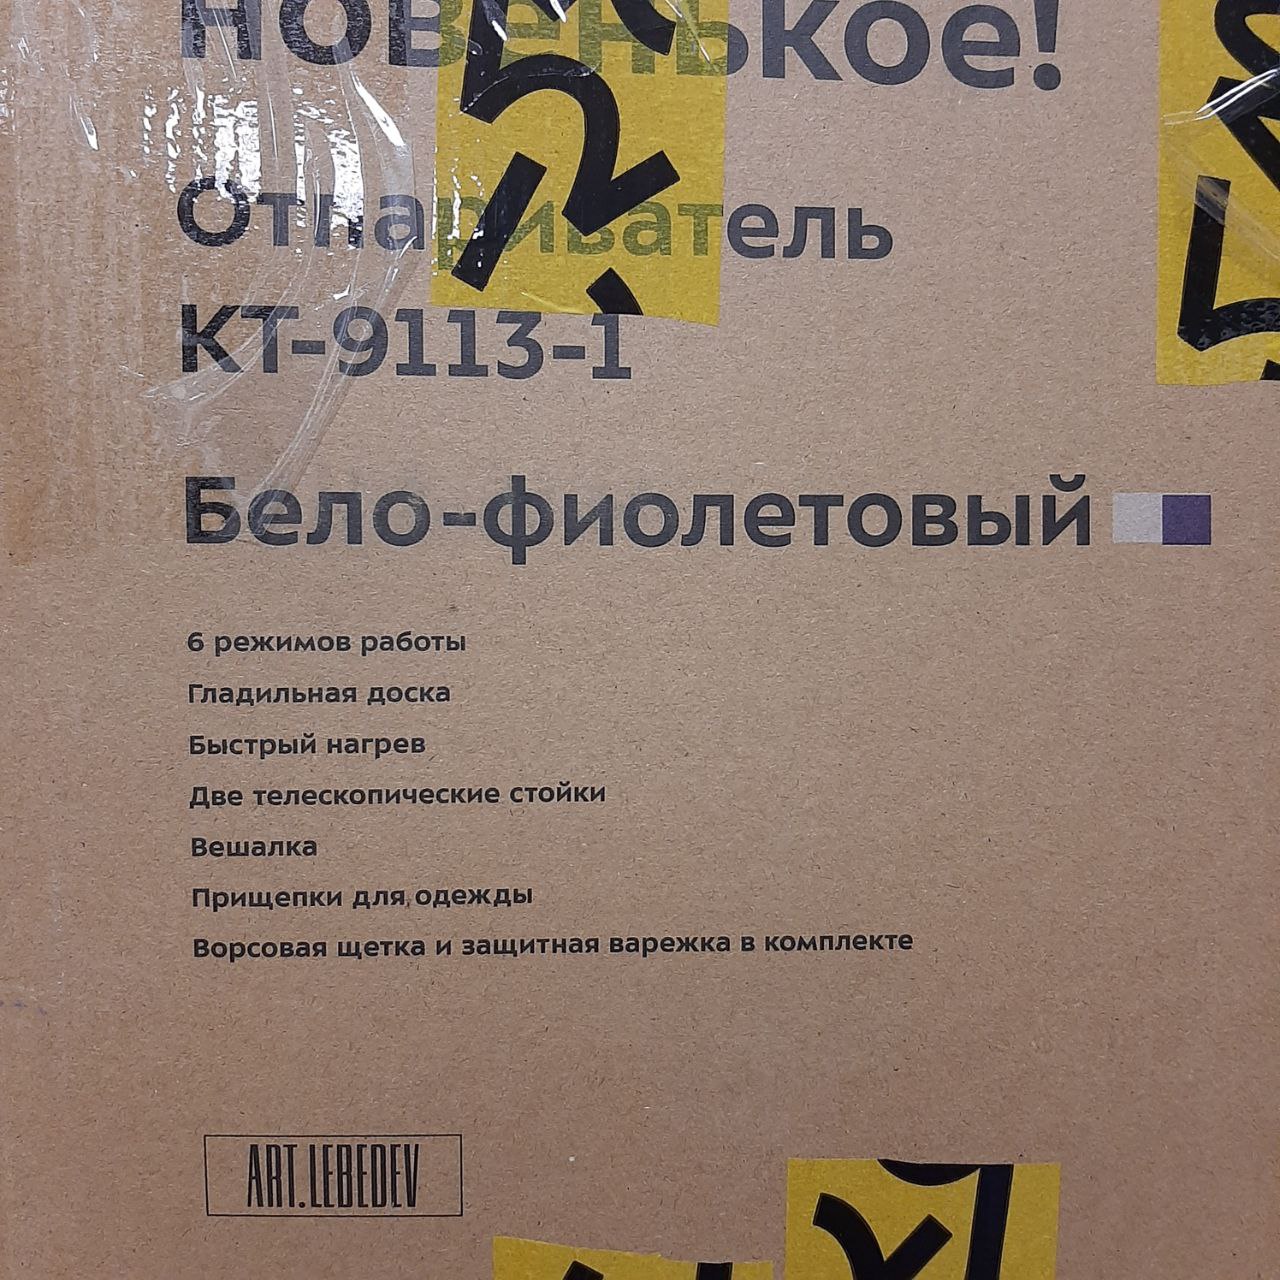 новенькое!
Отпариватель
КТ-9113-1
Бело-фиолетовый
6 режимов работы
Гладильная доска
Быстрый нагрев
Две телескопические стойки
Вешалка
Прищепки для одежды
Ворсовая щетка и защитная варежка в комплекте
ART.LEBEDEV